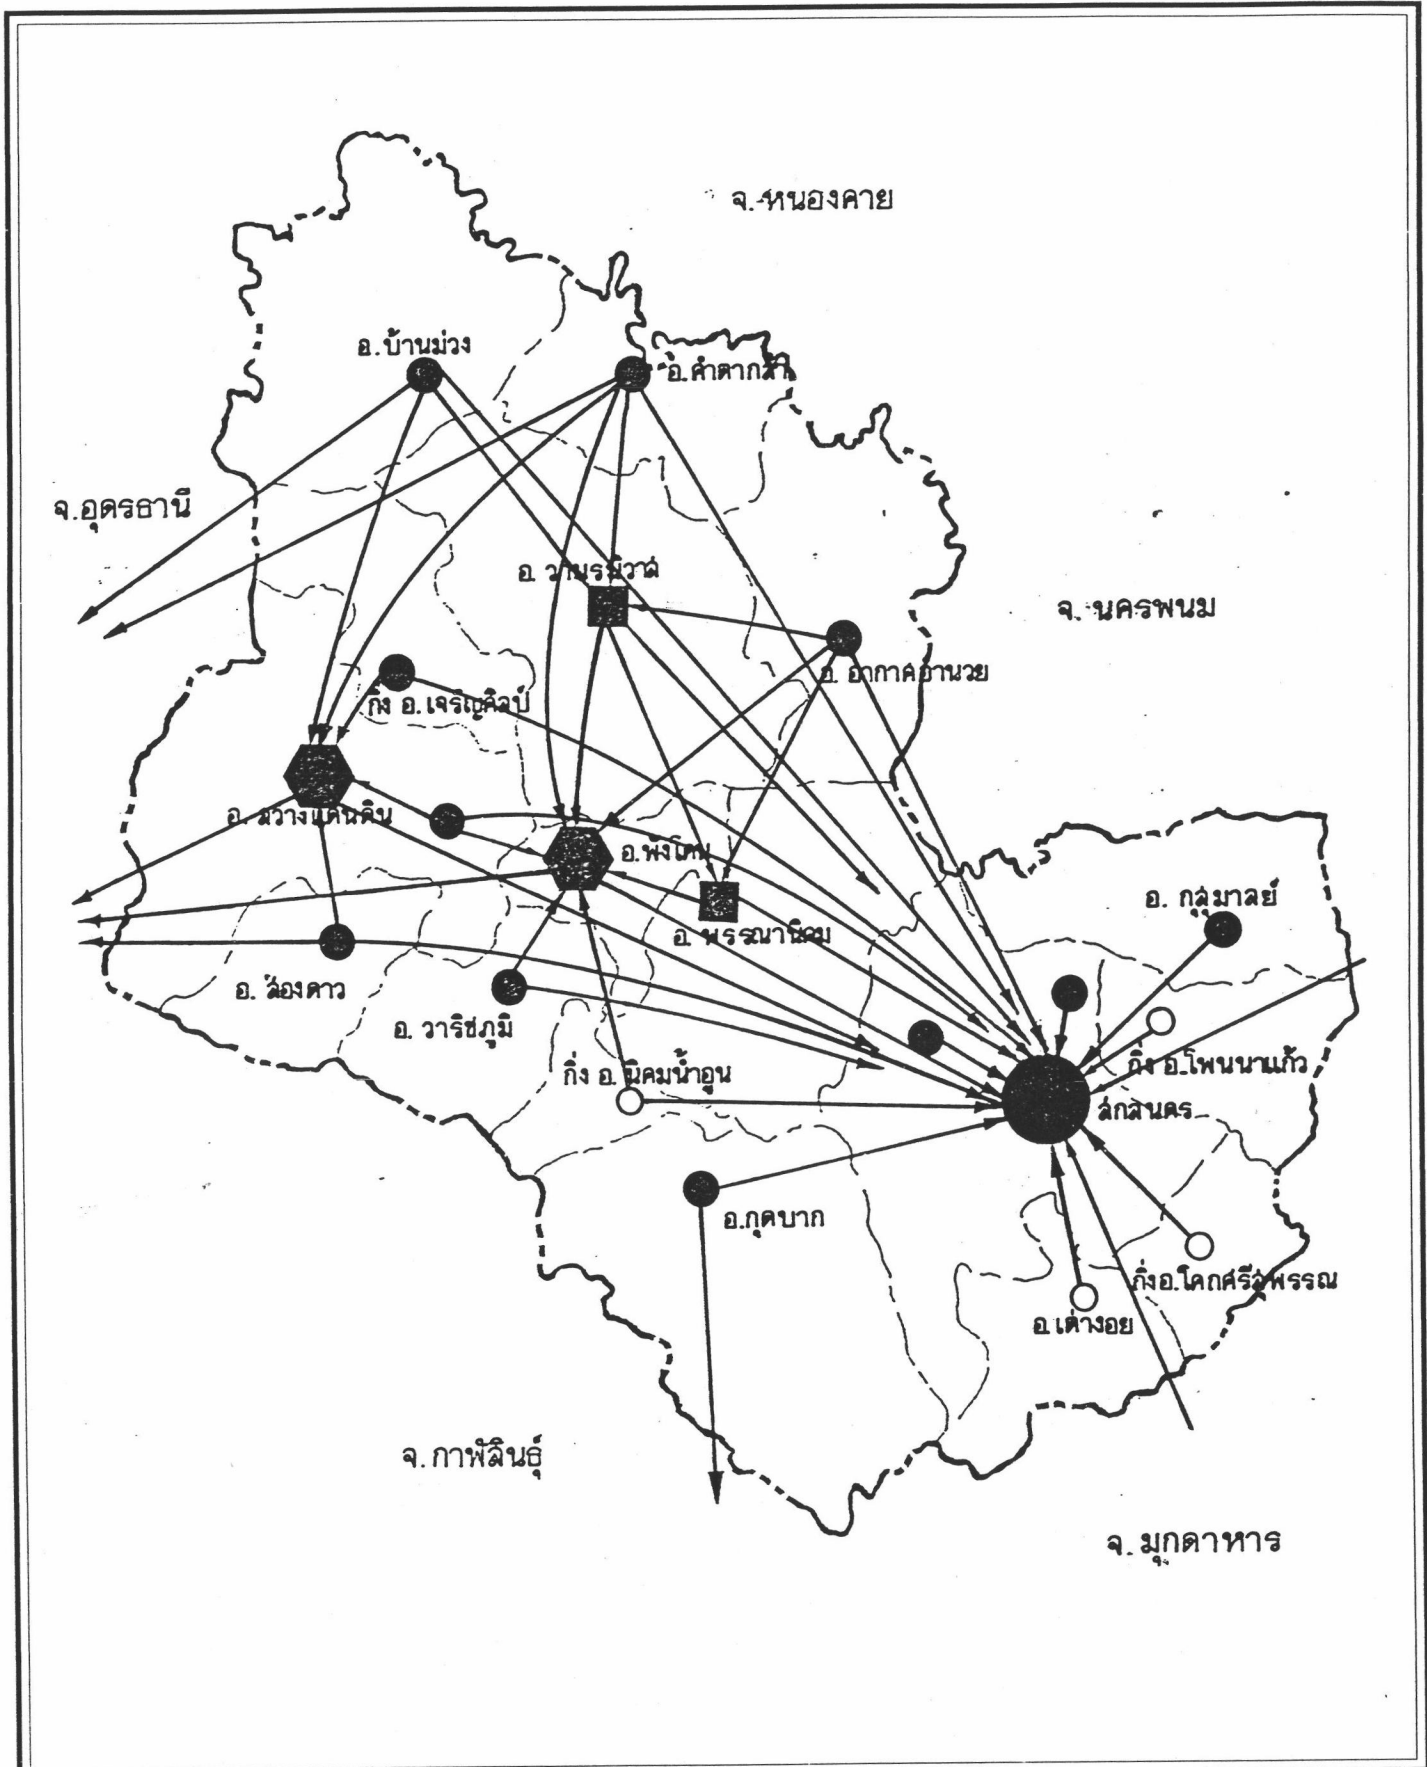 จ.หนองคาย
อ.บ้านม่วง
อ.คำตากล้า
จ.อุดรธานี
อ. วานรนิวาส
จ.นครพนม
อ. อากาศอำนวย
กิ่ง อ.เจริญศิลป์
อ. สว่างแดนดิน
อ.พังโคน
อ. กุสุมาลย์
อ. พรรณานิคม
อ. ส่องดาว
อ. วาริชภูมิ
กิ่ง อ. นิคมน้ำอูน
กิ่ง อ.โพนนาแก้ว
สกลนคร
อ.กุดบาก
กิ่งอ.โคกศรีสุพรรณ
อ.เต่างอย
จ.กาฬสินธุ์
จ.มุกดาหาร